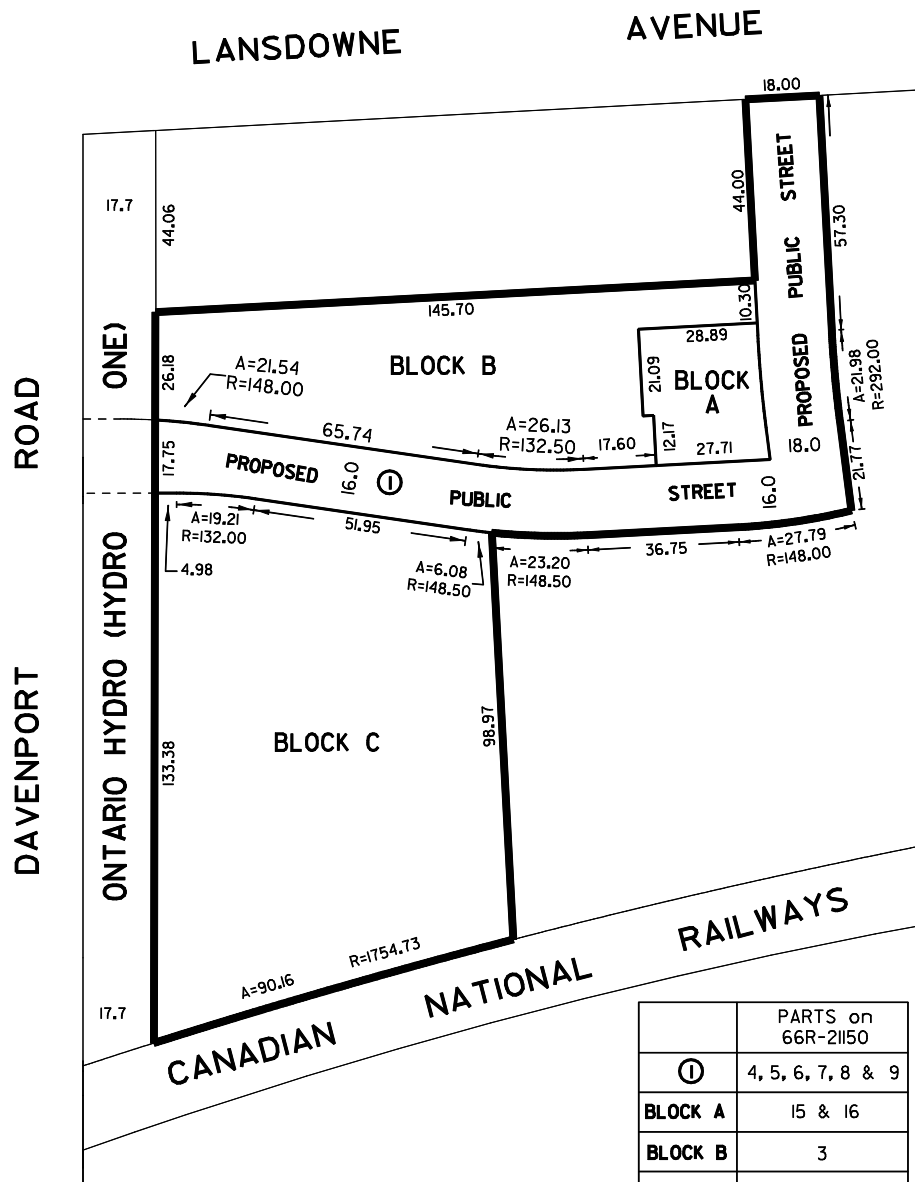 LANSDOWNE AVENUE
18.00
17.7
44.06
44.00
PROPOSED PUBLIC STREET
57.30
145.70
10.30
28.89
ONE)
26.18
A=21.54
R=148.00
BLOCK B
21.09
BLOCK
A
A=21.98
R=292.00
ROAD
65.74
A=26.13
R=132.50
17.60
12.17
27.71
18.0
21.77
17.75
PROPOSED
16.0
1
PUBLIC
STREET
16.0
A=19.21
R=132.00
51.95
4.98
A=6.08
R=148.50
A=23.20
R=148.50
36.75
A=27.79
R=148.00
ONTARIO HYDRO (HYDRO
DAVENPORT
133.38
BLOCK C
98.97
A=90.16
R=1754.73
17.7
CANADIAN NATIONAL RAILWAYS
PARTS on
66R-21150
1 4, 5, 6, 7, 8 & 9
BLOCK A 15 & 16
BLOCK B 3